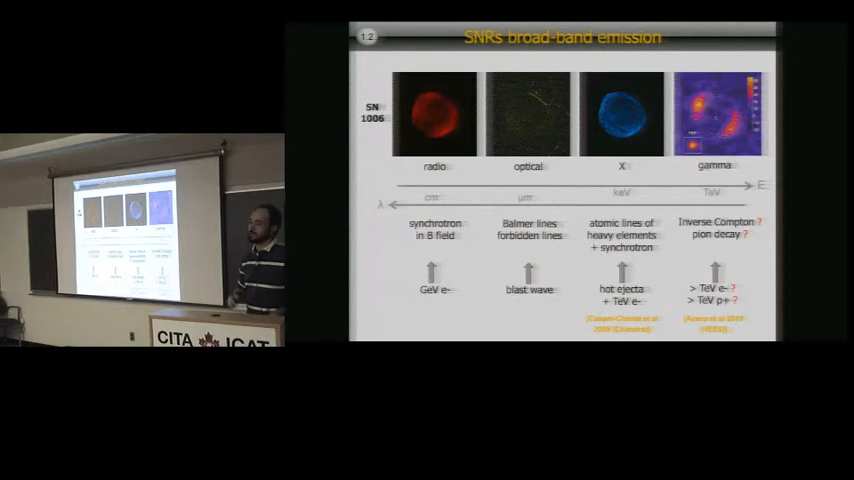 1.2
SNRs broad-band emission
SN
1006
radio
optical
X
gamma
E
cm
µm
keV
TeV
λ
synchrotron
in B field
Balmer lines
forbidden lines
atomic lines of
heavy elements
+ synchrotron
Inverse Compton ?
pion decay ?
GeV e-
blast wave
hot ejecta
+ TeV e-
> TeV e- ?
> TeV p+ ?
CITA ICAT